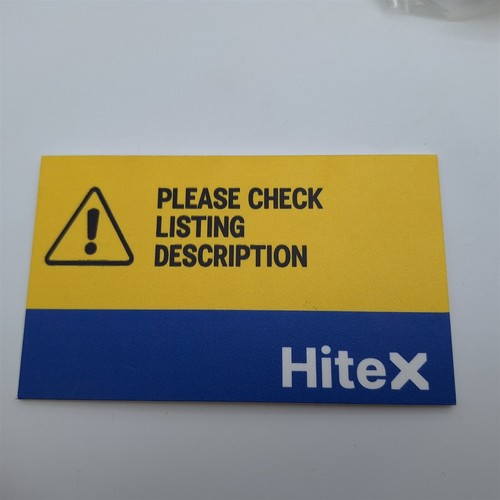 PLEASE CHECK
LISTING
DESCRIPTION
HiteX